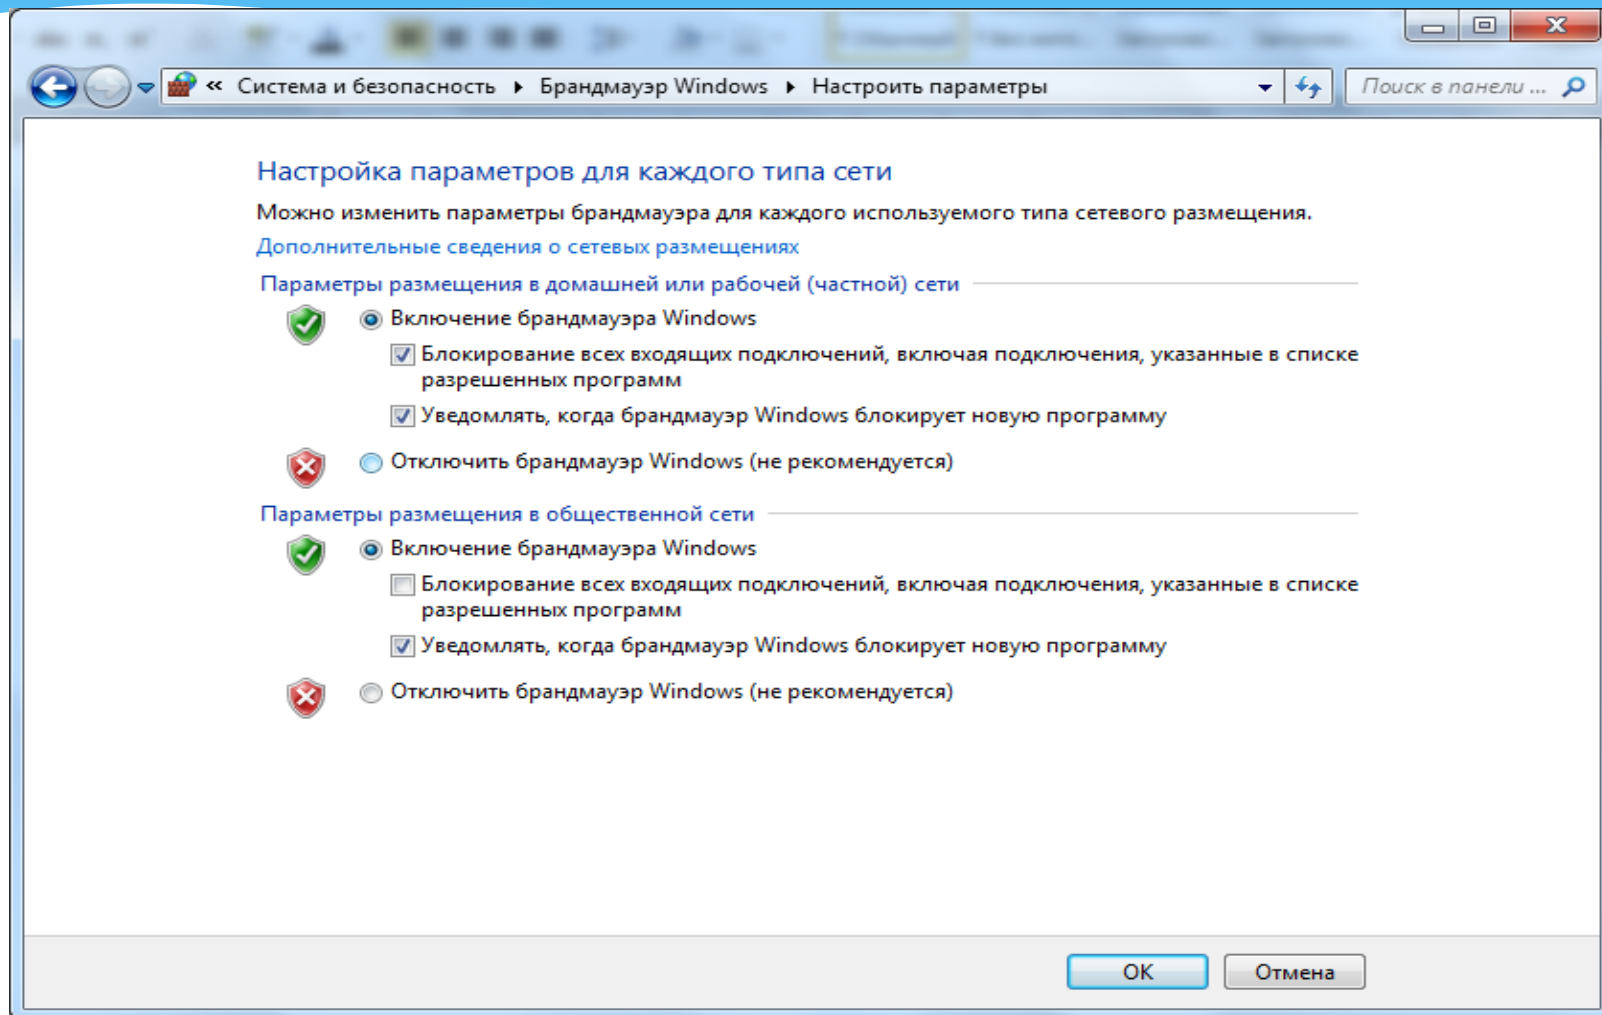 « Система и безопасность ▸ Брандмауэр Windows ▸ Настроить параметры
Поиск в панели ...
Настройка параметров для каждого типа сети
Можно изменить параметры брандмауэра для каждого используемого типа сетевого размещения.
Дополнительные сведения о сетевых размещениях
Параметры размещения в домашней или рабочей (частной) сети
Включение брандмауэра Windows
Блокирование всех входящих подключений, включая подключения, указанные в списке
разрешенных программ
Уведомлять, когда брандмауэр Windows блокирует новую программу
Отключить брандмауэр Windows (не рекомендуется)
Параметры размещения в общественной сети
Включение брандмауэра Windows
Блокирование всех входящих подключений, включая подключения, указанные в списке
разрешенных программ
Уведомлять, когда брандмауэр Windows блокирует новую программу
Отключить брандмауэр Windows (не рекомендуется)
ОК
Отмена